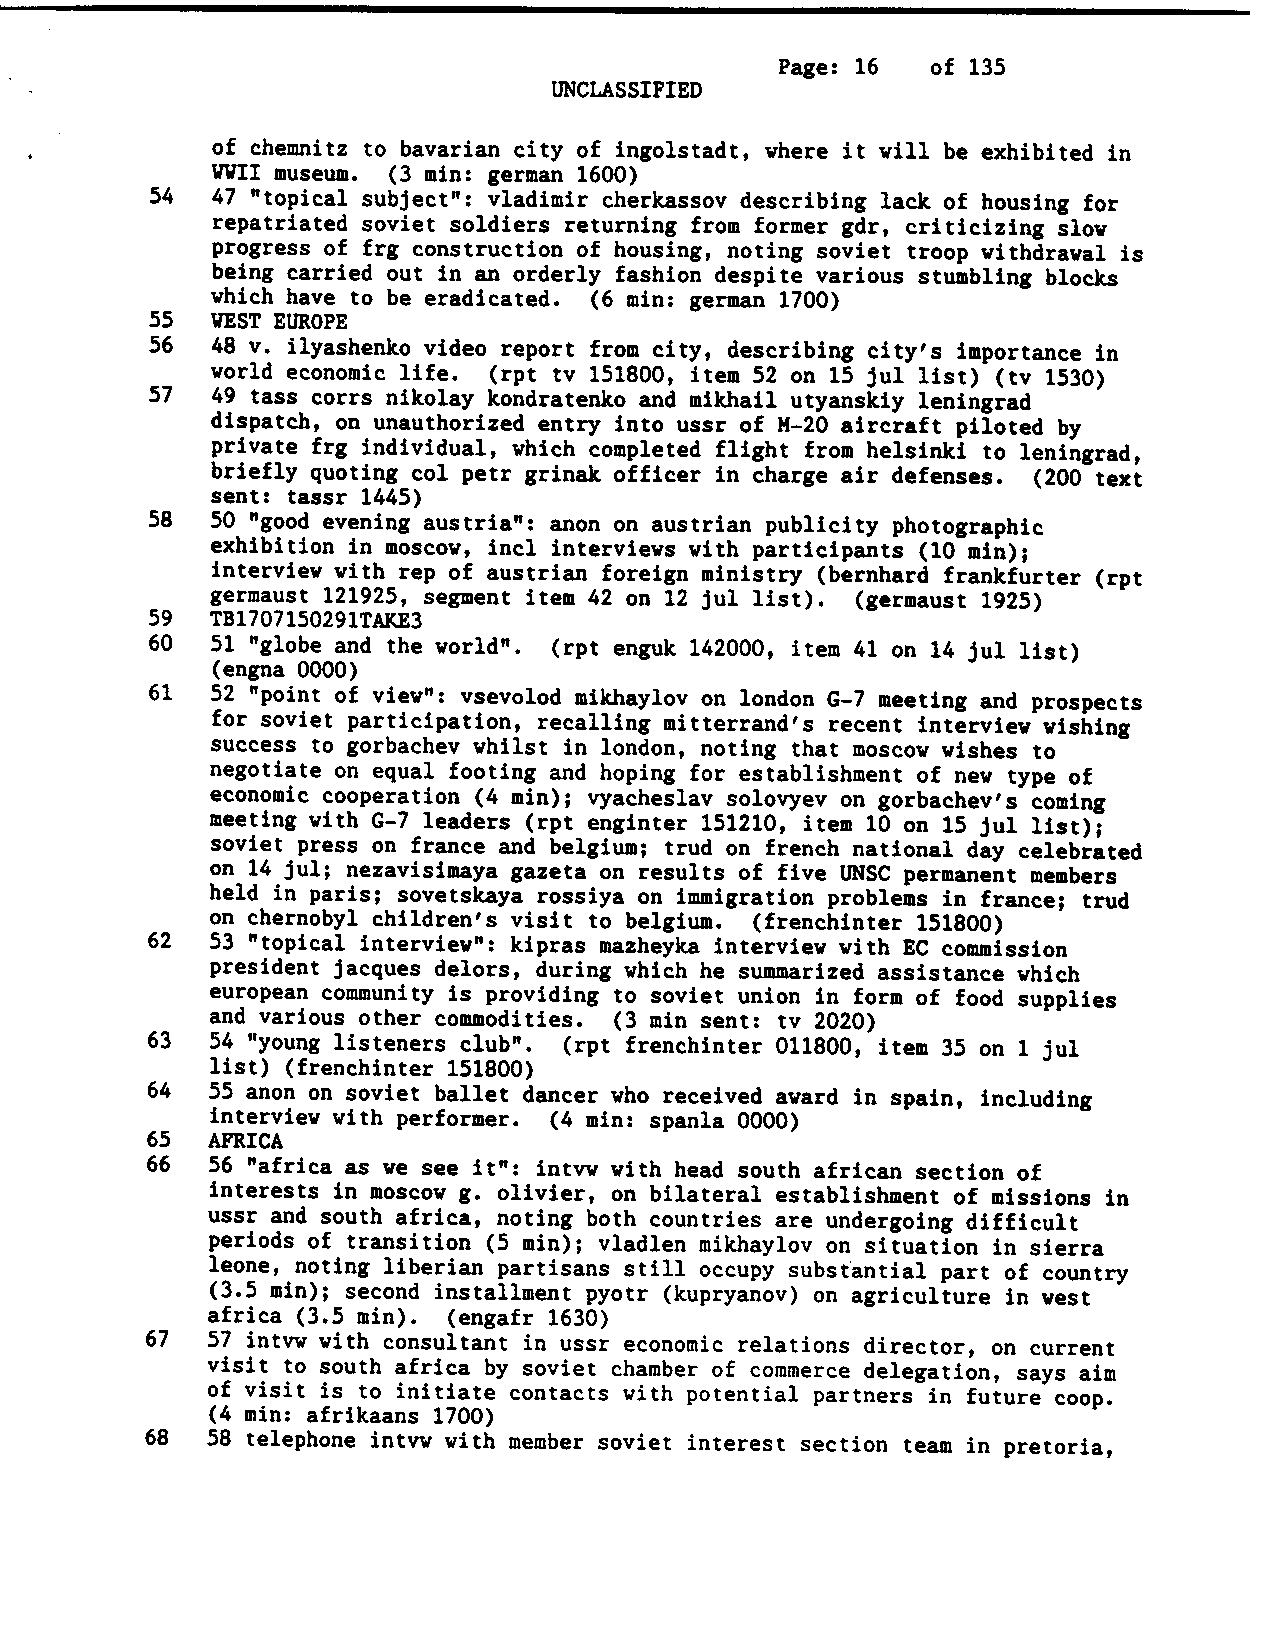 Page: 16 of 135
UNCLASSIFIED
of chemnitz to bavarian city of ingolstadt, where it will be exhibited in
WWII museum. (3 min: german 1600)
54 47 "topical subject": vladimir cherkassov describing lack of housing for
repatriated soviet soldiers returning from former gdr, criticizing slow
progress of frg construction of housing, noting soviet troop withdrawal is
being carried out in an orderly fashion despite various stumbling blocks
which have to be eradicated. (6 min: german 1700)
55 WEST EUROPE
56 48 v. ilyashenko video report from city, describing city's importance in
world economic life. (rpt tv 151800, item 52 on 15 jul list) (tv 1530)
57 49 tass corrs nikolay kondratenko and mikhail utyanskiy leningrad
dispatch, on unauthorized entry into ussr of M-20 aircraft piloted by
private frg individual, which completed flight from helsinki to leningrad,
briefly quoting col petr grinak officer in charge air defenses. (200 text
sent: tassr 1445)
58 50 "good evening austria": anon on austrian publicity photographic
exhibition in moscow, incl interviews with participants (10 min);
interview with rep of austrian foreign ministry (bernhard frankfurter (rpt
germaust 121925, segment item 42 on 12 jul list). (germaust 1925)
59 TB1707150291TAKE3
60 51 "globe and the world". (rpt enguk 142000, item 41 on 14 jul list)
(engna 0000)
61 52 "point of view": vsevolod mikhaylov on london G-7 meeting and prospects
for soviet participation, recalling mitterrand's recent interview wishing
success to gorbachev whilst in london, noting that moscow wishes to
negotiate on equal footing and hoping for establishment of new type of
economic cooperation (4 min); vyacheslav solovyev on gorbachev's coming
meeting with G-7 leaders (rpt enginter 151210, item 10 on 15 jul list);
soviet press on france and belgium; trud on french national day celebrated
on 14 jul; nezavisimaya gazeta on results of five UNSC permanent members
held in paris; sovetskaya rossiya on immigration problems in france; trud
on chernobyl children's visit to belgium. (frenchinter 151800)
62 53 "topical interview": kipras mazheyka interview with EC commission
president jacques delors, during which he summarized assistance which
european community is providing to soviet union in form of food supplies
and various other commodities. (3 min sent: tv 2020)
63 54 "young listeners club". (rpt frenchinter 011800, item 35 on 1 jul
list) (frenchinter 151800)
64 55 anon on soviet ballet dancer who received award in spain, including
interview with performer. (4 min: spanla 0000)
65 AFRICA
66 56 "africa as we see it": intvw with head south african section of
interests in moscow g. olivier, on bilateral establishment of missions in
ussr and south africa, noting both countries are undergoing difficult
periods of transition (5 min); vladlen mikhaylov on situation in sierra
leone, noting liberian partisans still occupy substantial part of country
(3.5 min); second installment pyotr (kupryanov) on agriculture in west
africa (3.5 min). (engafr 1630)
67 57 intvw with consultant in ussr economic relations director, on current
visit to south africa by soviet chamber of commerce delegation, says aim
of visit is to initiate contacts with potential partners in future coop.
(4 min: afrikaans 1700)
68 58 telephone intvw with member soviet interest section team in pretoria,